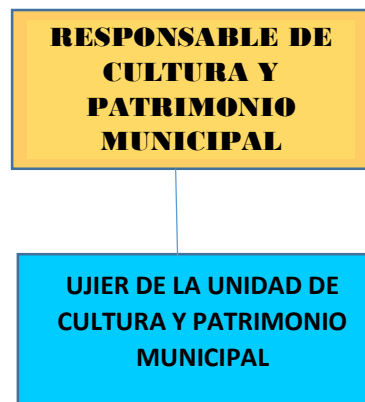 RESPONSABLE DE
CULTURA Y
PATRIMONIO
MUNICIPAL
UJIER DE LA UNIDAD DE
CULTURA Y PATRIMONIO
MUNICIPAL